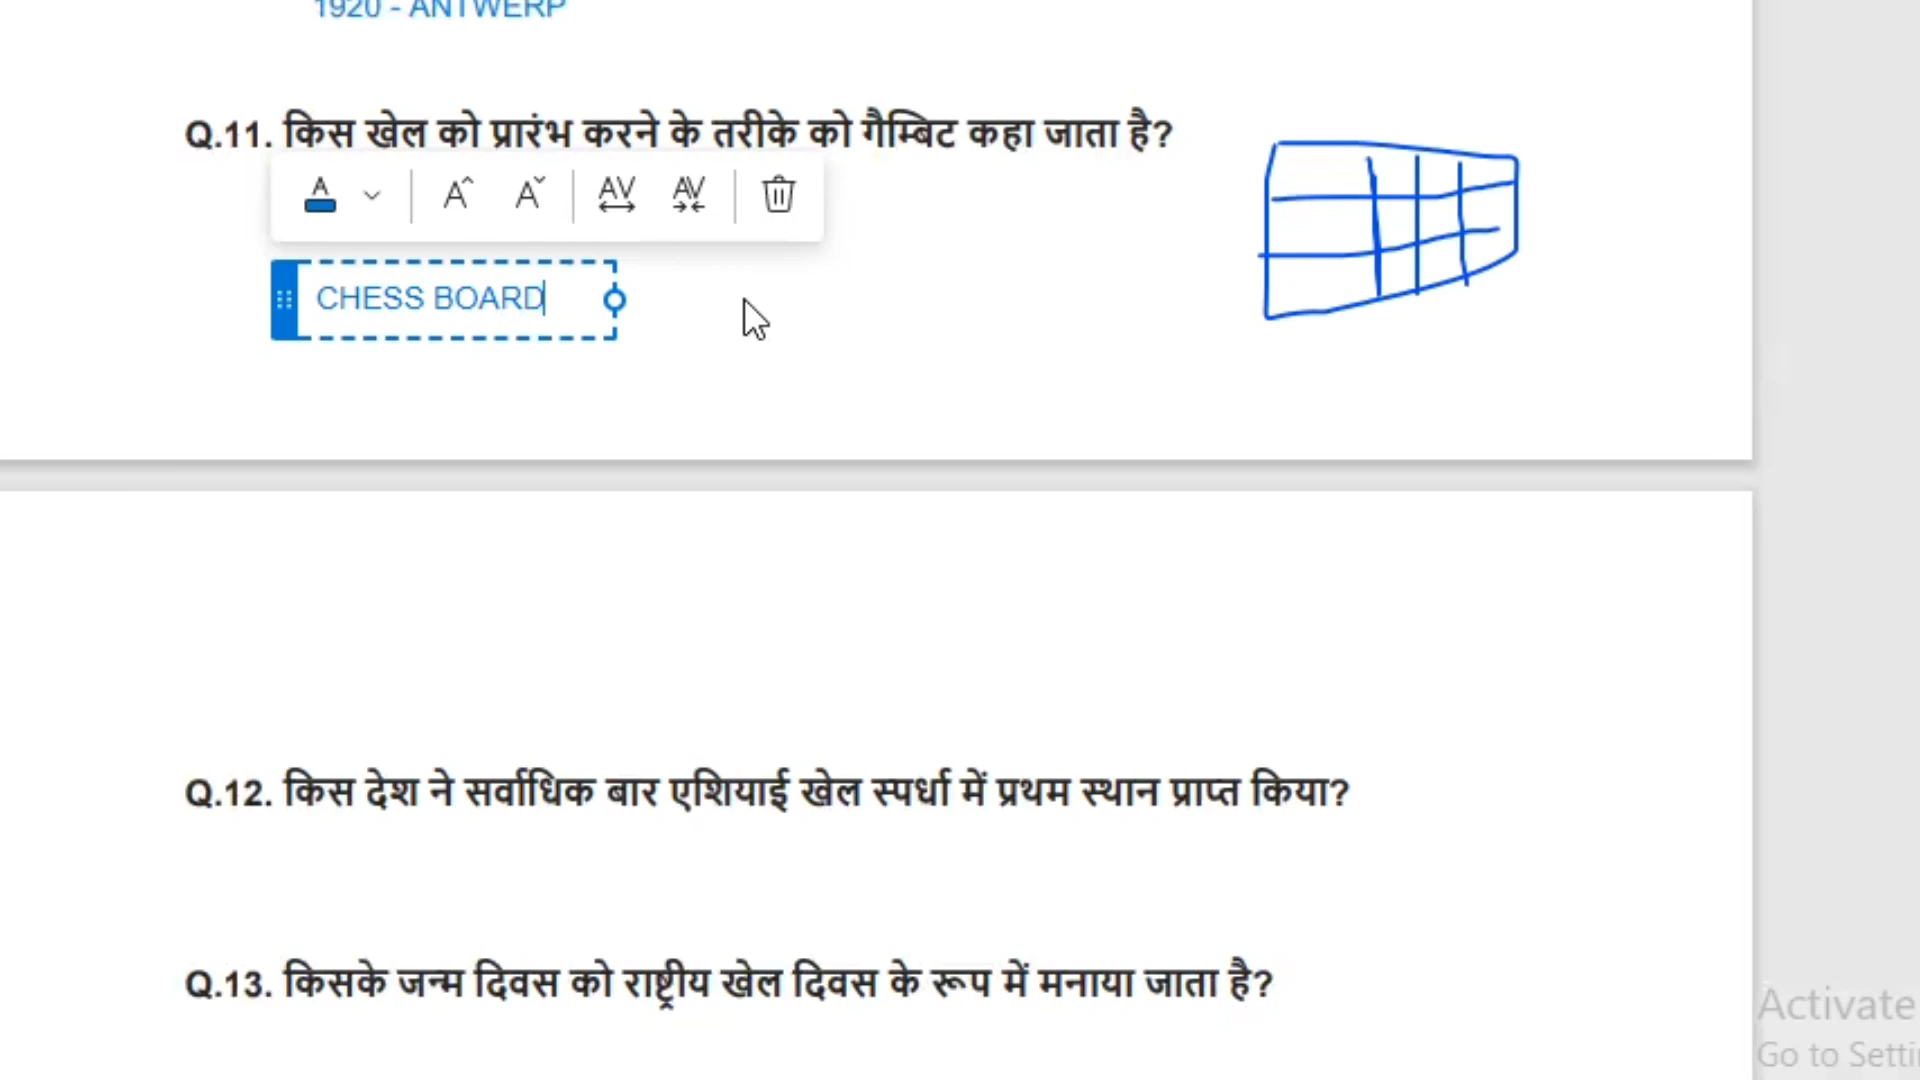 1920 - ANTWERP
Q.11. किस खेल को प्रारंभ करने के तरीके को गैम्बिट कहा जाता है?
CHESS BOARD
Q.12. किस देश ने सर्वाधिक बार एशियाई खेल स्पर्धा में प्रथम स्थान प्राप्त किया?
Q.13. किसके जन्म दिवस को राष्ट्रीय खेल दिवस के रूप में मनाया जाता है?
Activate
Go to Setti